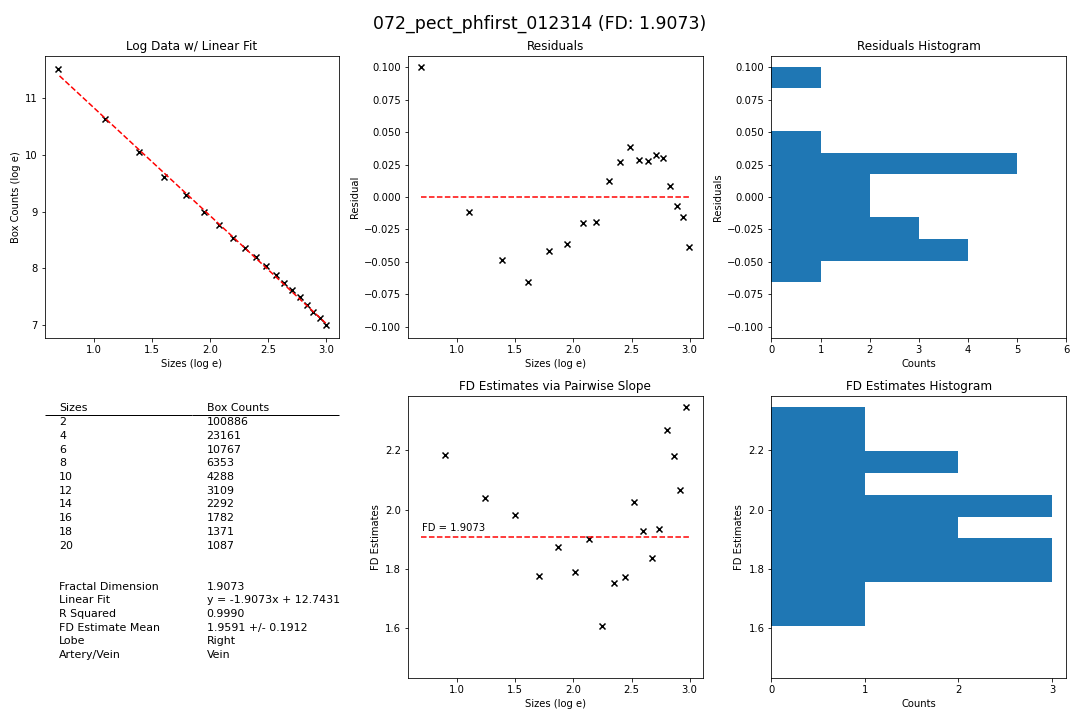 072_pect_phfirst_012314 (FD: 1.9073)
Log Data w/ Linear Fit
Box Counts (log e)
11
10
9
8
7
1.0 1.5 2.0 2.5 3.0
Sizes (log e)
Residuals
Residual
0.100
0.075
0.050
0.025
0.000
−0.025
−0.050
−0.075
−0.100
1.0 1.5 2.0 2.5 3.0
Sizes (log e)
Residuals Histogram
Residuals
0.100
0.075
0.050
0.025
0.000
−0.025
−0.050
−0.075
−0.100
0 1 2 3 4 5 6
Counts
Sizes Box Counts
2 100886
4 23161
6 10767
8 6353
10 4288
12 3109
14 2292
16 1782
18 1371
20 1087
Fractal Dimension 1.9073
Linear Fit y = -1.9073x + 12.7431
R Squared 0.9990
FD Estimate Mean 1.9591 +/- 0.1912
Lobe Right
Artery/Vein Vein
FD Estimates via Pairwise Slope
FD Estimates
2.2
2.0
1.8
1.6
FD = 1.9073
1.0 1.5 2.0 2.5 3.0
Sizes (log e)
FD Estimates Histogram
FD Estimates
2.2
2.0
1.8
1.6
0 1 2 3
Counts